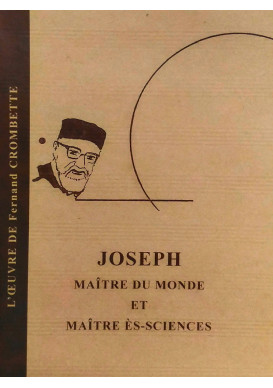 L'ŒUVRE DE Fernand CROMBETTE
JOSEPH
MAÎTRE DU MONDE
ET
MAÎTRE ÈS-SCIENCES